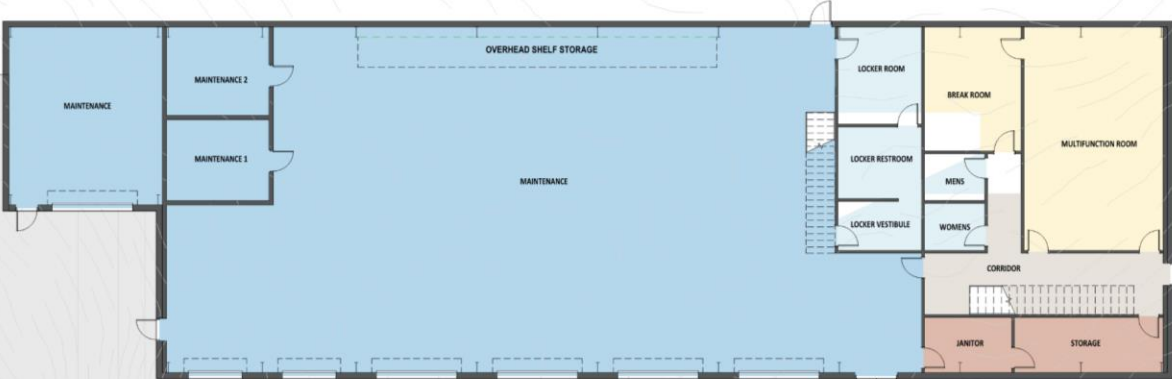 OVERHEAD SHELF STORAGE
LOCKER ROOM
MAINTENANCE 2
BREAK ROOM
MAINTENANCE
MULTIFUNCTION ROOM
MAINTENANCE 1
LOCKER RESTROOM
MAINTENANCE
MENS
LOCKER VESTIBULE
WOMENS
CORRIDOR
JANITOR
STORAGE